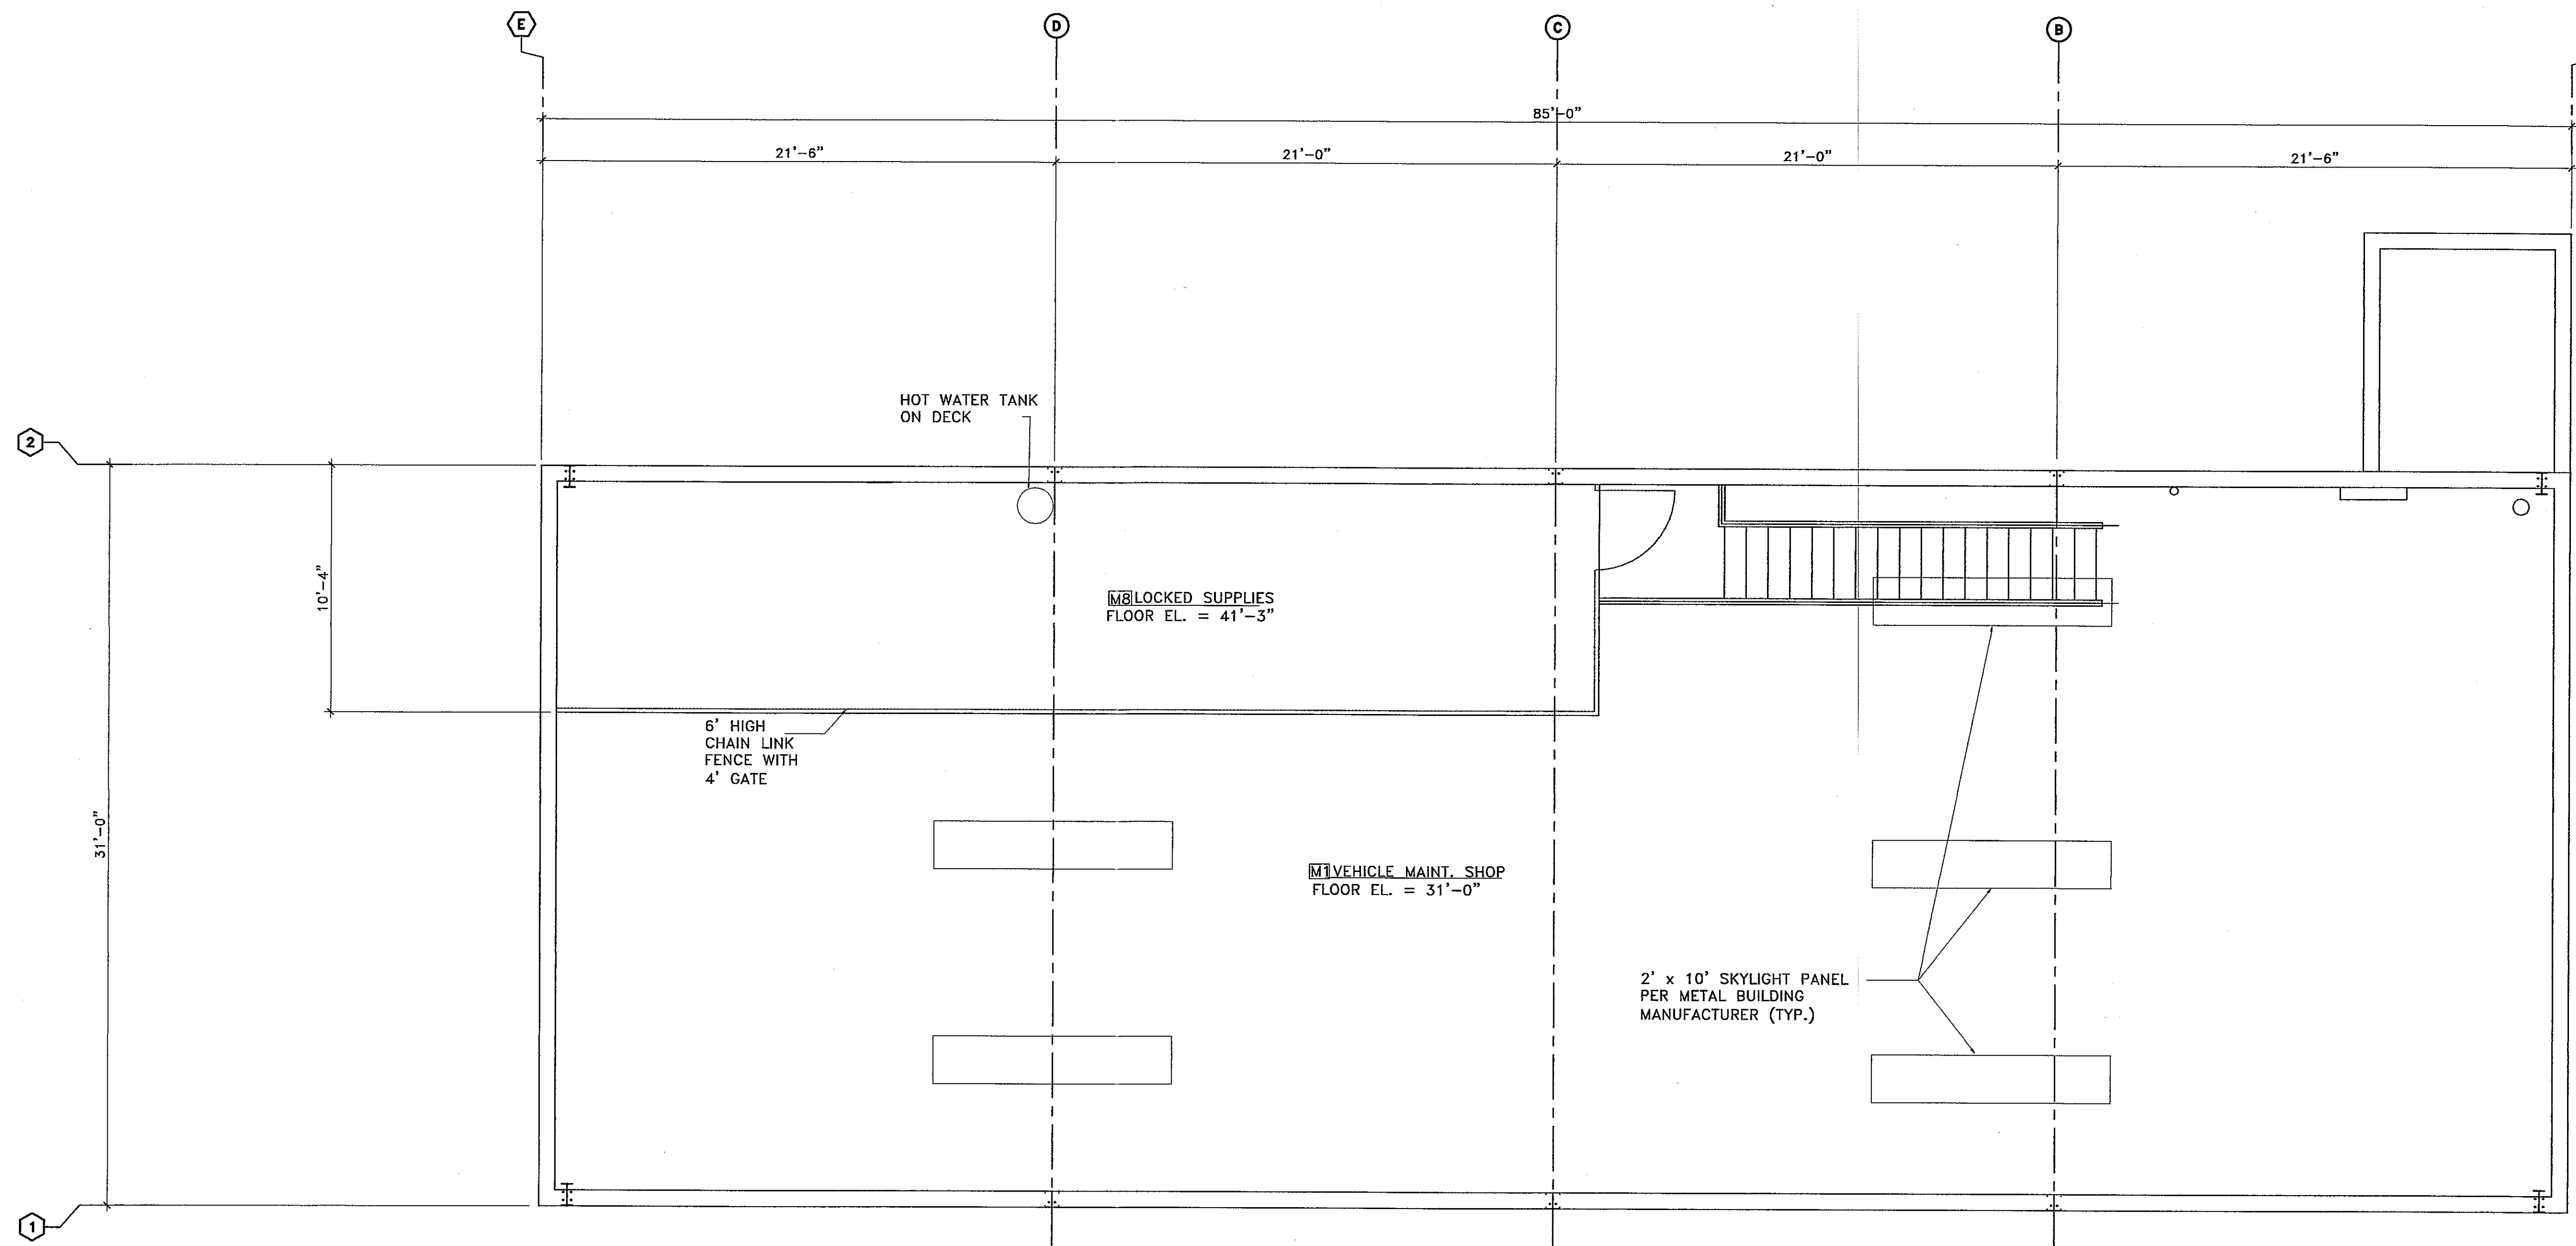 E
D
C
B
85'-0"
21'-6"
21'-0"
21'-0"
21'-6"
HOT WATER TANK
ON DECK
2
10'-4"
M8 LOCKED SUPPLIES
FLOOR EL. = 41'-3"
6' HIGH
CHAIN LINK
FENCE WITH
4' GATE
31'-0"
M1 VEHICLE MAINT. SHOP
FLOOR EL. = 31'-0"
2' x 10' SKYLIGHT PANEL
PER METAL BUILDING
MANUFACTURER (TYP.)
1